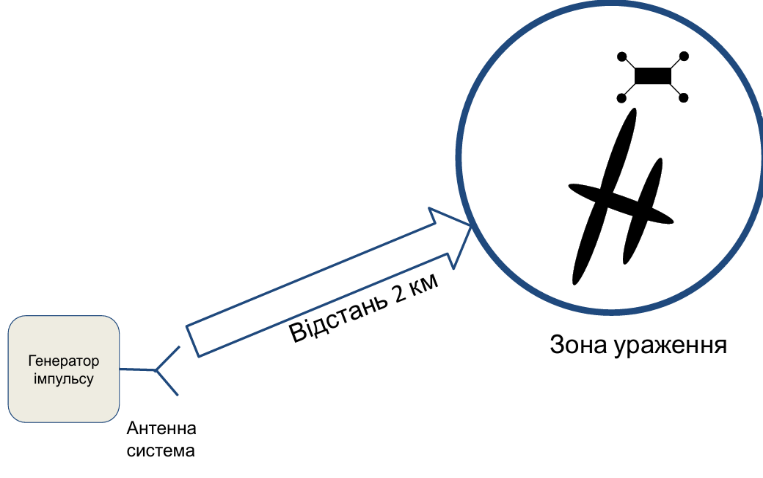 Відстань 2 км
Зона ураження
Генератор
імпульсу
Антенна
система